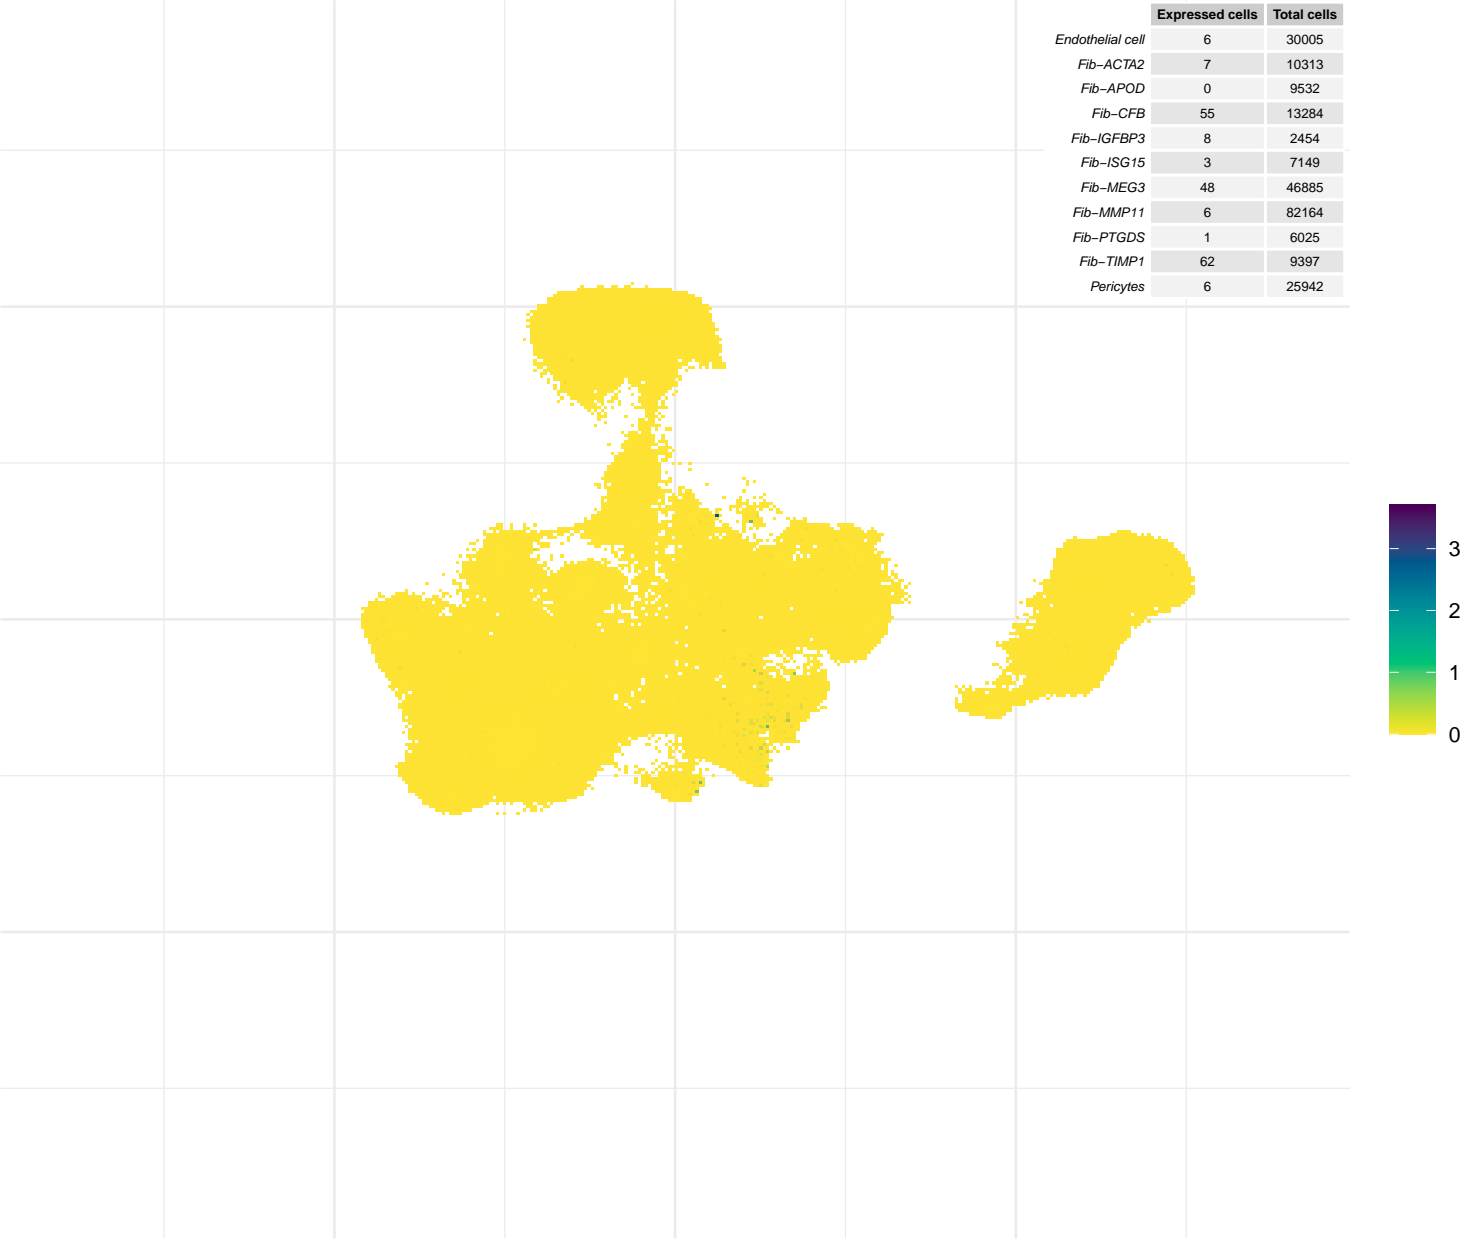 Expressed cells Total cells
Endothelial cell 6 30005
Fib−ACTA2 7 10313
Fib−APOD 0 9532
Fib−CFB 55 13284
Fib−IGFBP3 8 2454
Fib−ISG15 3 7149
Fib−MEG3 48 46885
Fib−MMP11 6 82164
Fib−PTGDS 1 6025
Fib−TIMP1 62 9397
Pericytes 6 25942
3
2
1
0